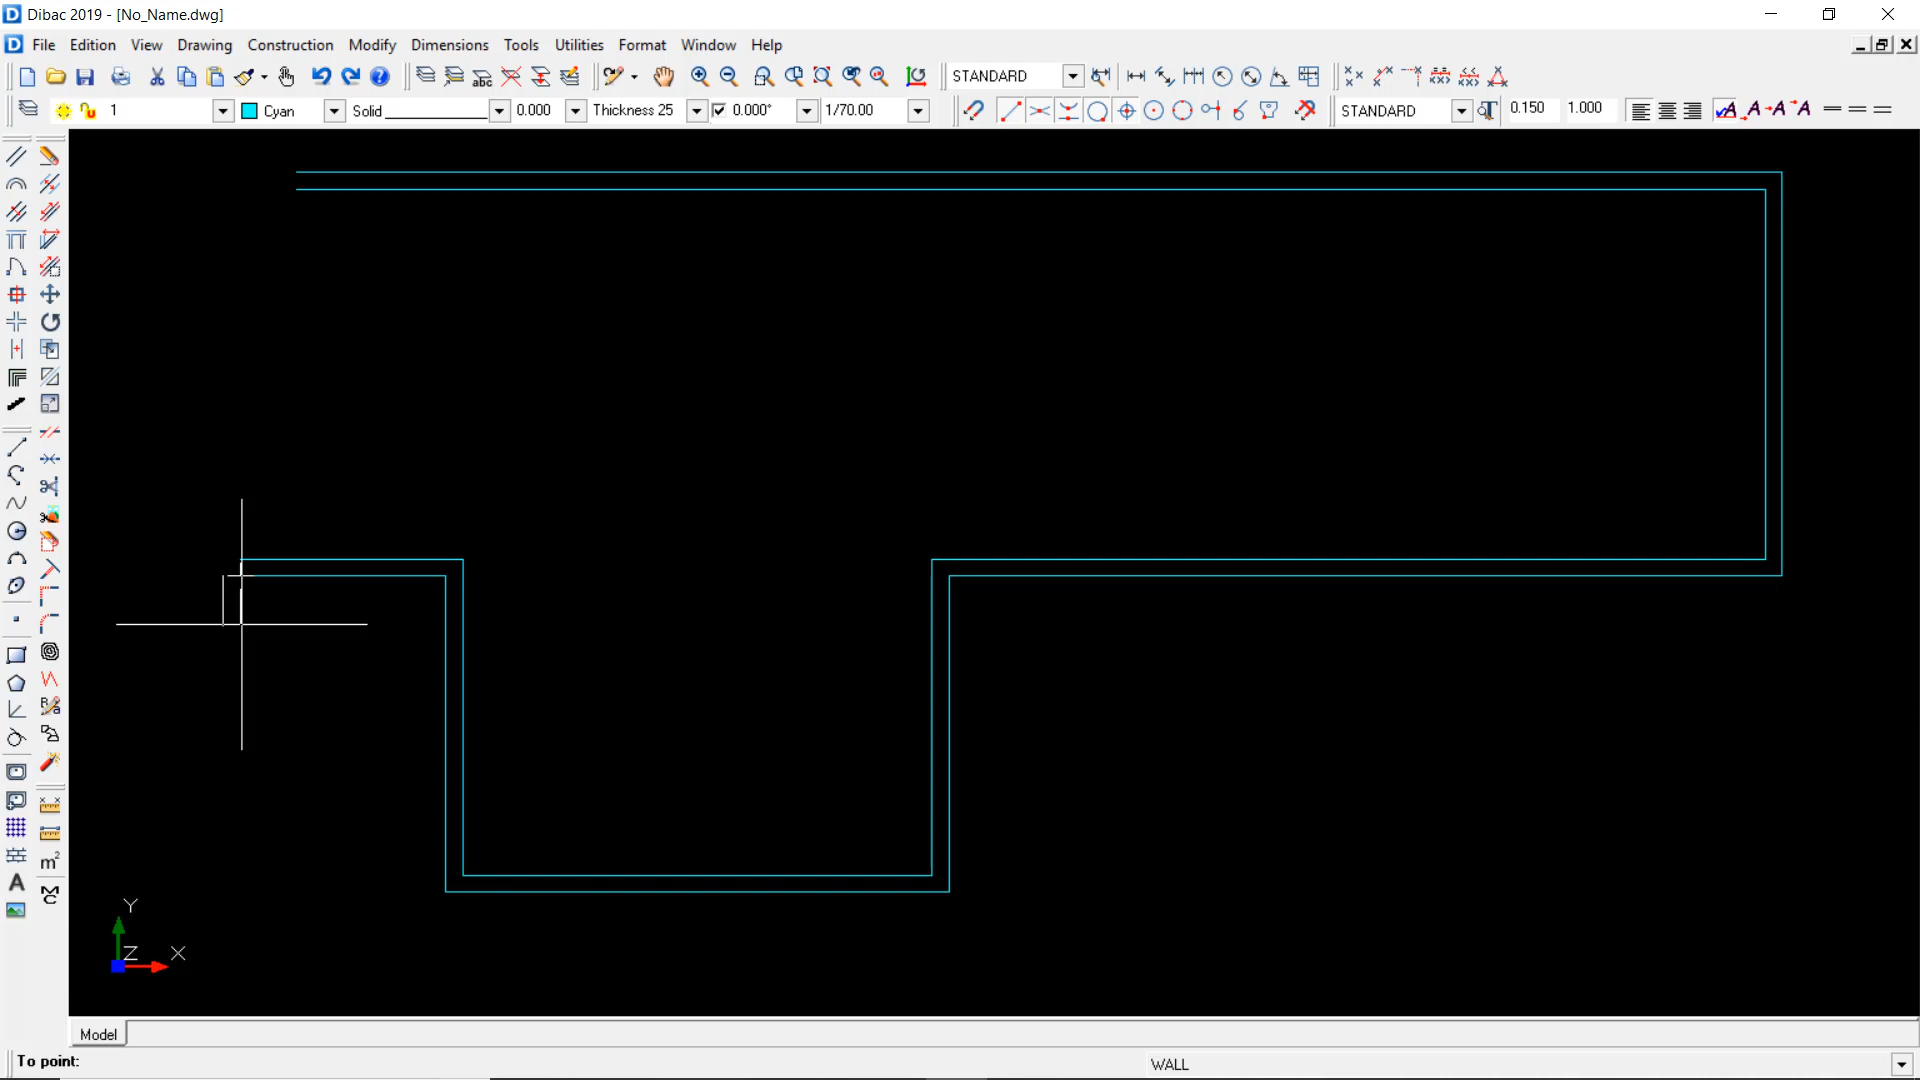 Dibac 2019 - [No_Name.dwg]
File Edition View Drawing Construction Modify Dimensions Tools Utilities Format Window Help
STANDARD
1 Cyan Solid 0.000 Thickness 25 0.000° 1/70.00 STANDARD 0.150 1.000
m²
Y
Z X
Model
To point: WALL